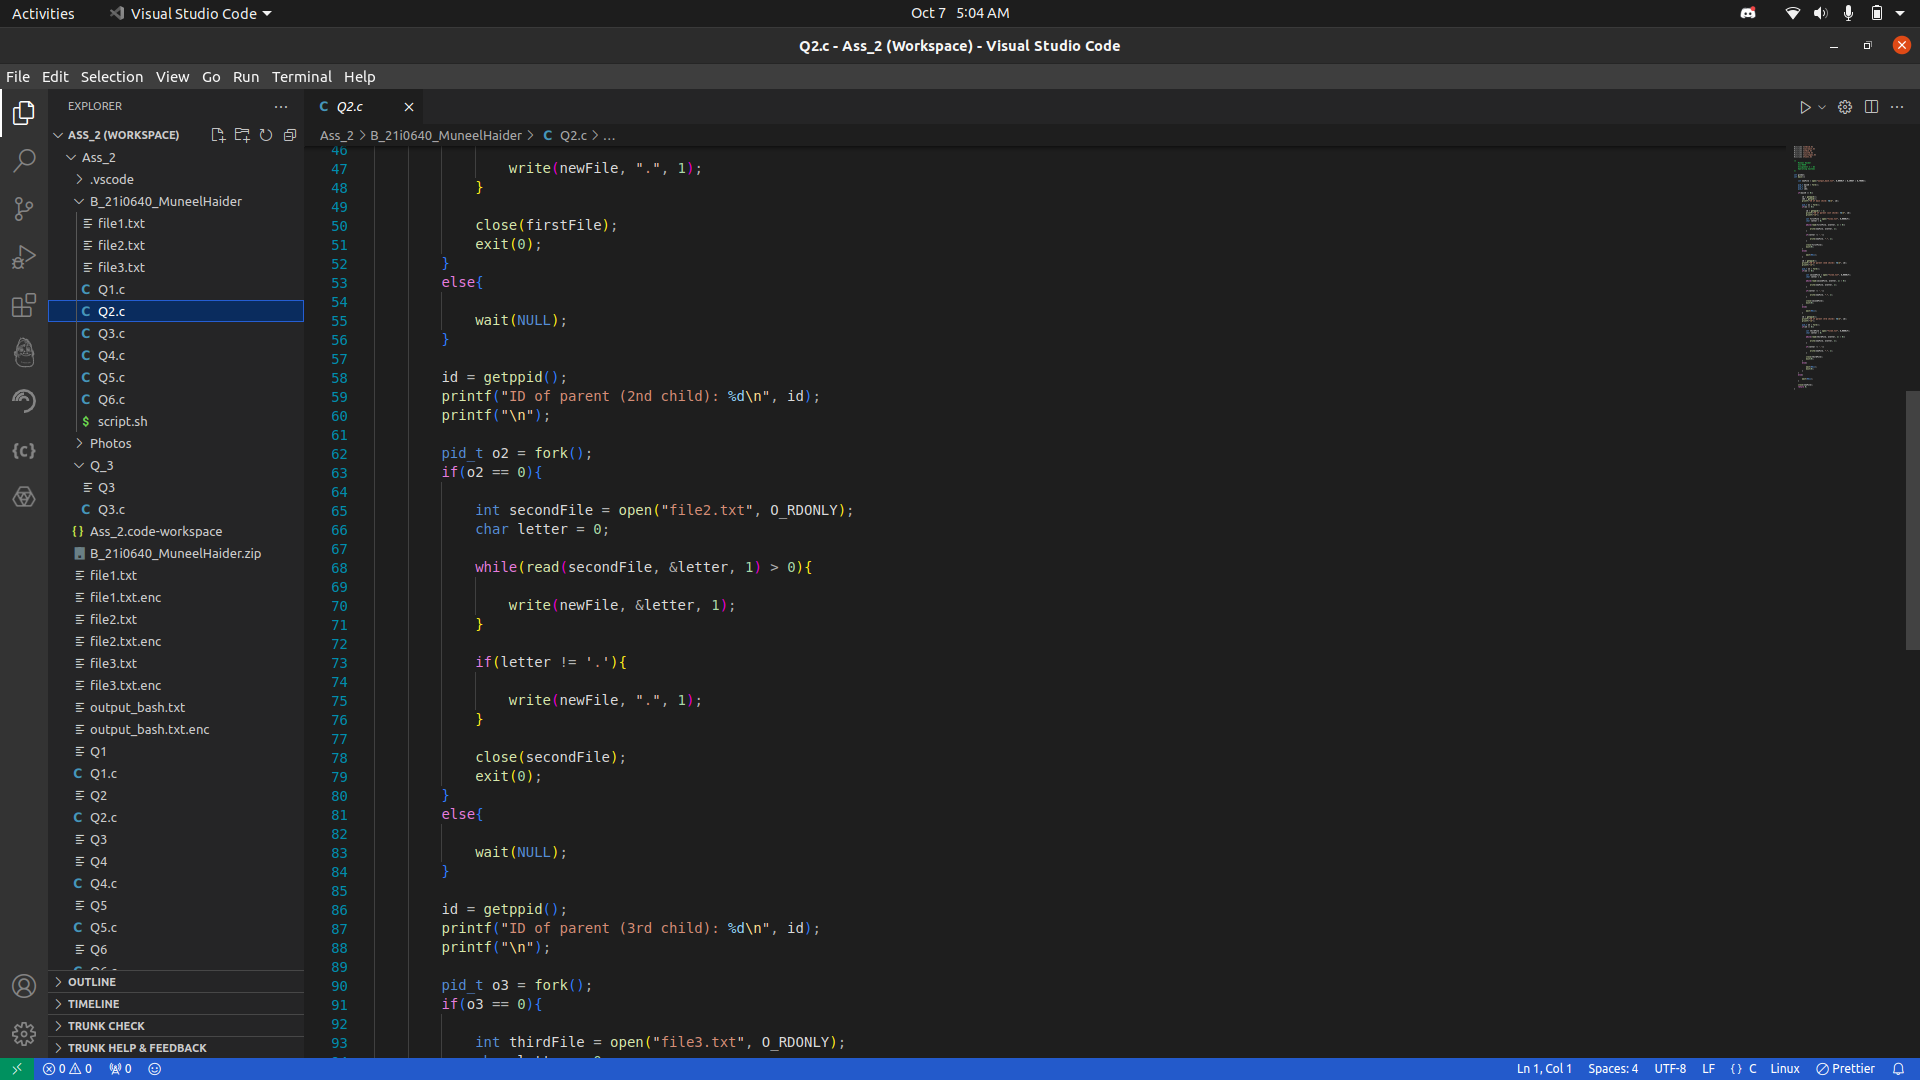 Activities
Visual Studio Code
Oct 7 5:04 AM
Q2.c - Ass_2 (Workspace) - Visual Studio Code
File Edit Selection View Go Run Terminal Help
EXPLORER
ASS_2 (WORKSPACE)
Ass_2
.vscode
B_21i0640_MuneelHaider
file1.txt
file2.txt
file3.txt
C Q1.c
C Q2.c
C Q3.c
C Q4.c
C Q5.c
C Q6.c
$ script.sh
Photos
Q_3
Q3
C Q3.c
{} Ass_2.code-workspace
B_21i0640_MuneelHaider.zip
file1.txt
file1.txt.enc
file2.txt
file2.txt.enc
file3.txt
file3.txt.enc
output_bash.txt
output_bash.txt.enc
Q1
C Q1.c
Q2
C Q2.c
Q3
Q4
C Q4.c
Q5
C Q5.c
Q6
OUTLINE
TIMELINE
TRUNK CHECK
TRUNK HELP & FEEDBACK
C Q2.c
Ass_2 > B_21i0640_MuneelHaider > C Q2.c > ...
46
47 write(newFile, ".", 1);
48 }
49
50 close(firstFile);
51 exit(0);
52 }
53 else{
54
55 wait(NULL);
56 }
57
58 id = getppid();
59 printf("ID of parent (2nd child): %d\n", id);
60 printf("\n");
61
62 pid_t o2 = fork();
63 if(o2 == 0){
64
65 int secondFile = open("file2.txt", O_RDONLY);
66 char letter = 0;
67
68 while(read(secondFile, &letter, 1) > 0){
69
70 write(newFile, &letter, 1);
71 }
72
73 if(letter != '.'){
74
75 write(newFile, ".", 1);
76 }
77
78 close(secondFile);
79 exit(0);
80 }
81 else{
82
83 wait(NULL);
84 }
85
86 id = getppid();
87 printf("ID of parent (3rd child): %d\n", id);
88 printf("\n");
89
90 pid_t o3 = fork();
91 if(o3 == 0){
92
93 int thirdFile = open("file3.txt", O_RDONLY);
0 0 0
Ln 1, Col 1 Spaces: 4 UTF-8 LF {} C Linux Prettier